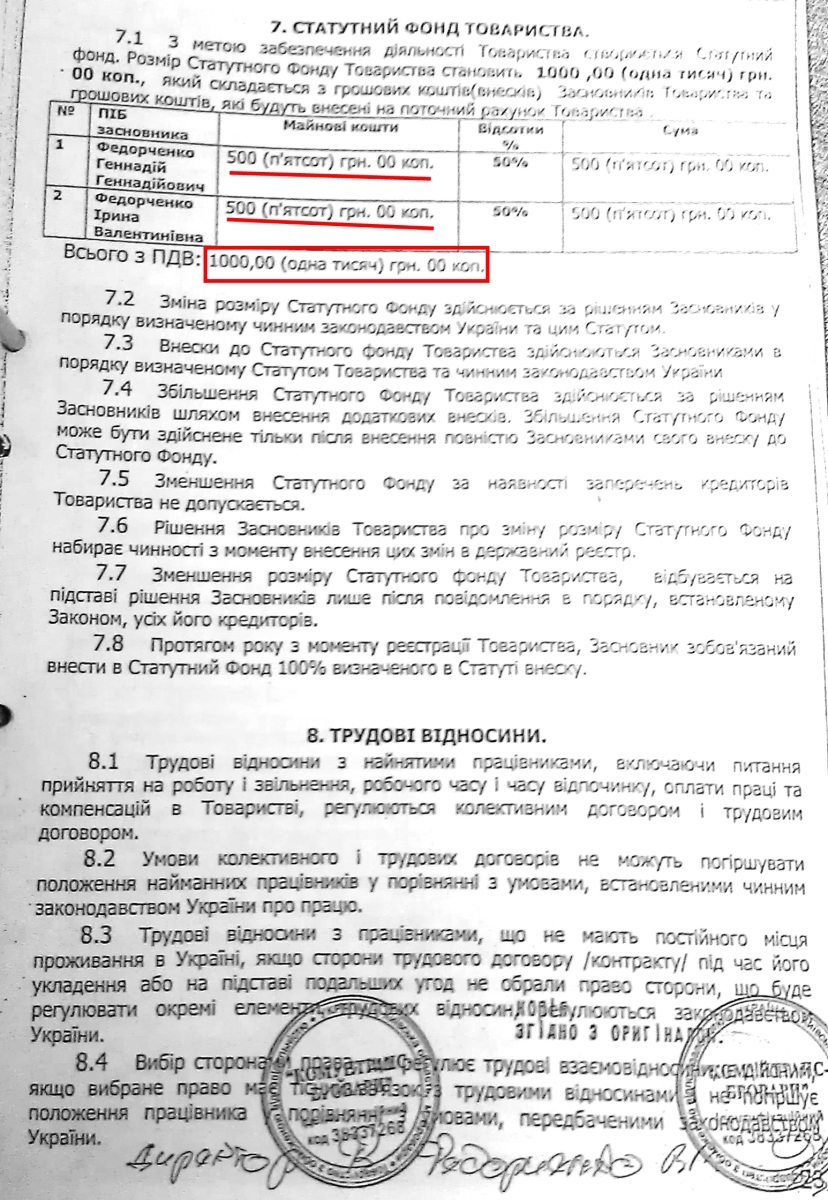 7. СТАТУТНИЙ ФОНД ТОВАРИСТВА.
7.1 З метою забезпечення діяльності Товариства створюється Статутний
фонд. Розмір Статутного Фонду Товариства становить 1000 ,00 (одна тисяч) грн.
00 коп., який складається з грошових коштів(внесків) Засновників Товариства та
грошових коштів, які будуть внесені на поточний рахунок Товариства .
№ ПІБ засновника Майнові кошти Відсотки % Сума
1 Федорченко Геннадій Геннадійович 500 (п'ятсот) грн. 00 коп. 50% 500 (п'ятсот) грн. 00 коп.
2 Федорченко Ірина Валентинівна 500 (п'ятсот) грн. 00 коп. 50% 500 (п'ятсот) грн. 00 коп.
Всього з ПДВ: 1000,00 (одна тисяч) грн. 00 коп.
7.2 Зміна розміру Статутного Фонду здійснюється за рішенням Засновників у
порядку визначеному чинним законодавством України та цим Статутом.
7.3 Внески до Статутного фонду Товариства здійснюються Засновниками в
порядку визначеному Статутом Товариства та чинним законодавством України
7.4 Збільшення Статутного Фонду Товариства здійснюється за рішенням
Засновників шляхом внесення додаткових внесків. Збільшення Статутного Фонду
може бути здійснене тільки після внесення повністю Засновниками свого внеску до
Статутного Фонду.
7.5 Зменшення Статутного Фонду за наявності заперечень кредиторів
Товариства не допускається.
7.6 Рішення Засновників Товариства про зміну розміру Статутного Фонду
набирає чинності з моменту внесення цих змін в державний реєстр.
7.7 Зменшення розміру Статутного фонду Товариства, відбувається на
підставі рішення Засновників лише після повідомлення в порядку, встановленому
Законом, усіх його кредиторів.
7.8 Протягом року з моменту реєстрації Товариства, Засновник зобов'язаний
внести в Статутний Фонд 100% визначеного в Статуті внеску.
8. ТРУДОВІ ВІДНОСИНИ.
8.1 Трудові відносини з найнятими працівниками, включаючи питання
прийняття на роботу і звільнення, робочого часу і часу відпочинку, оплати праці та
компенсацій в Товаристві, регулюються колективним договором і трудовим
договором.
8.2 Умови колективного і трудових договорів не можуть погіршувати
положення найманних працівників у порівнянні з умовами, встановленими чинним
законодавством України про працю.
8.3 Трудові відносини з працівниками, що не мають постійного місця
проживання в Україні, якщо сторони трудового договору /контракту/ під час його
укладення або на підставі подальших угод не обрали право сторони, що буде
регулювати окремі елементи трудових відносин, регулюються законодавством
України.
КОПІЯ
ЗГІДНО З ОРИГІНАЛОМ.
8.4 Вибір сторонами права, що регулює трудові взаємовідносини, є дійсним,
якщо вибране право має тісний зв'язок з трудовими відносинами і не погіршує
положення працівника у порівнянні з умовами, передбаченими законодавством
України.
код 38437268
код 38437268
Директор Федорченко
23